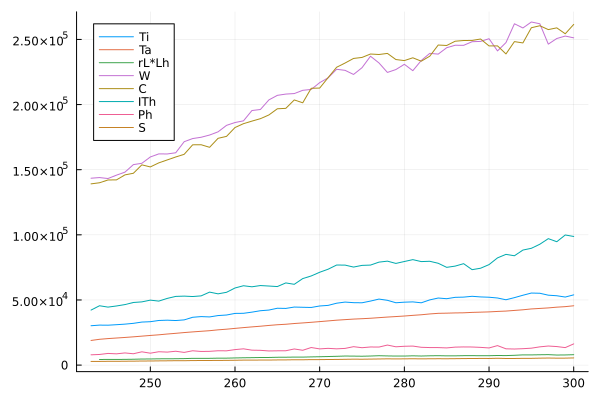 2.50×10⁵
2.00×10⁵
1.50×10⁵
1.00×10⁵
5.00×10⁴
0
Ti
Ta
rL*Lh
W
C
ITh
Ph
S
250 260 270 280 290 300